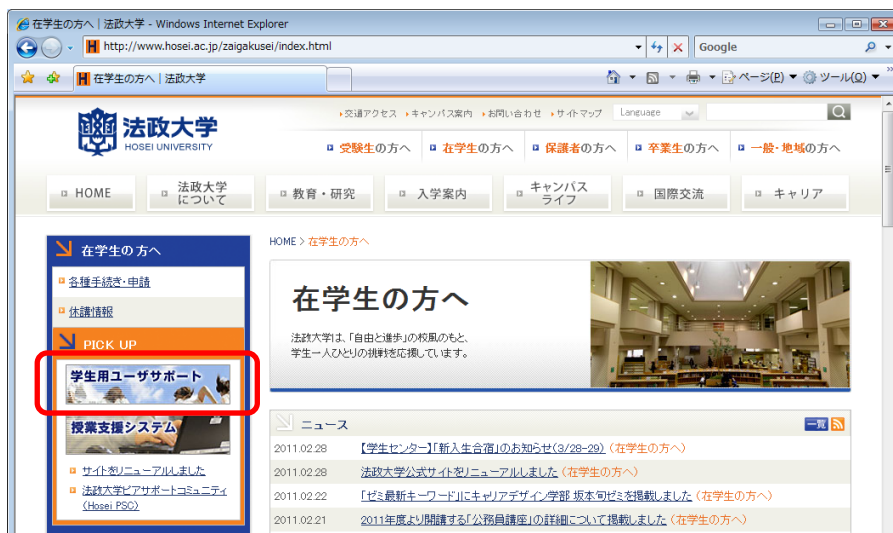 在学生の方へ | 法政大学 - Windows Internet Explorer
http://www.hosei.ac.jp/zaigakusei/index.html
Google
在学生の方へ | 法政大学
ページ(P) ツール(O)
交通アクセス キャンパス案内 お問い合わせ サイトマップ Language
法政大学
HOSEI UNIVERSITY
受験生の方へ 在学生の方へ 保護者の方へ 卒業生の方へ 一般・地域の方へ
HOME 法政大学について 教育・研究 入学案内 キャンパスライフ 国際交流 キャリア
在学生の方へ
各種手続き・申請
休講情報
PICK UP
学生用ユーザサポート
授業支援システム
サイトをリニューアルしました
法政大学ピアサポートコミュニティ
(Hosei PSC)
HOME > 在学生の方へ
在学生の方へ
法政大学は、「自由と進歩」の校風のもと、
学生一人ひとりの挑戦を応援しています。
ニュース 一覧
2011.02.28 【学生センター】「新入生合宿」のお知らせ(3/28-29) (在学生の方へ)
2011.02.28 法政大学公式サイトをリニューアルしました (在学生の方へ)
2011.02.22 「ゼミ最新キーワード」にキャリアデザイン学部 坂本旬ゼミを掲載しました (在学生の方へ)
2011.02.21 2011年度より開講する「公務員講座」の詳細について掲載しました (在学生の方へ)